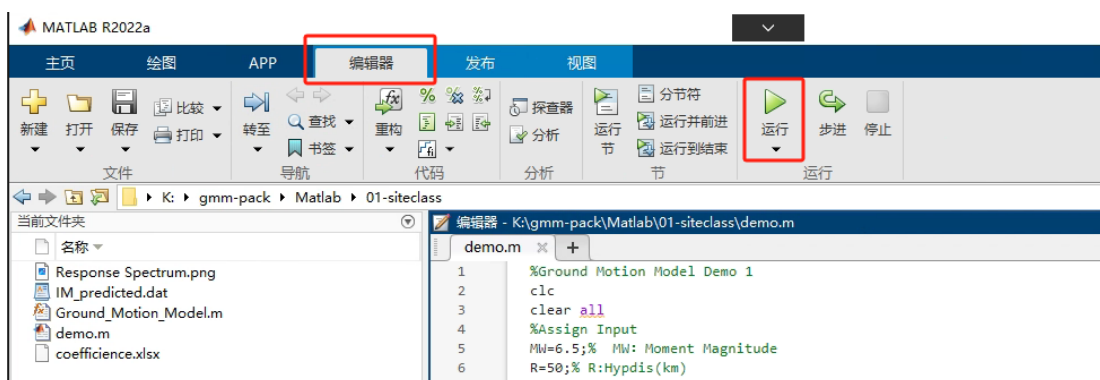 MATLAB R2022a
主页 绘图 APP 编辑器 发布 视图
新建 打开 保存 比较 打印 转至 查找 书签 重构 探查器 分析 运行节 分节符 运行并前进 运行到结束 运行 步进 停止
文件 导航 代码 分析 节 运行
K: gmm-pack Matlab 01-siteclass
当前文件夹
名称
Response Spectrum.png
IM_predicted.dat
Ground_Motion_Model.m
demo.m
coefficience.xlsx
编辑器 - K:\gmm-pack\Matlab\01-siteclass\demo.m
demo.m
1 %Ground Motion Model Demo 1
2 clc
3 clear all
4 %Assign Input
5 MW=6.5;% MW: Moment Magnitude
6 R=50;% R:Hypdis(km)